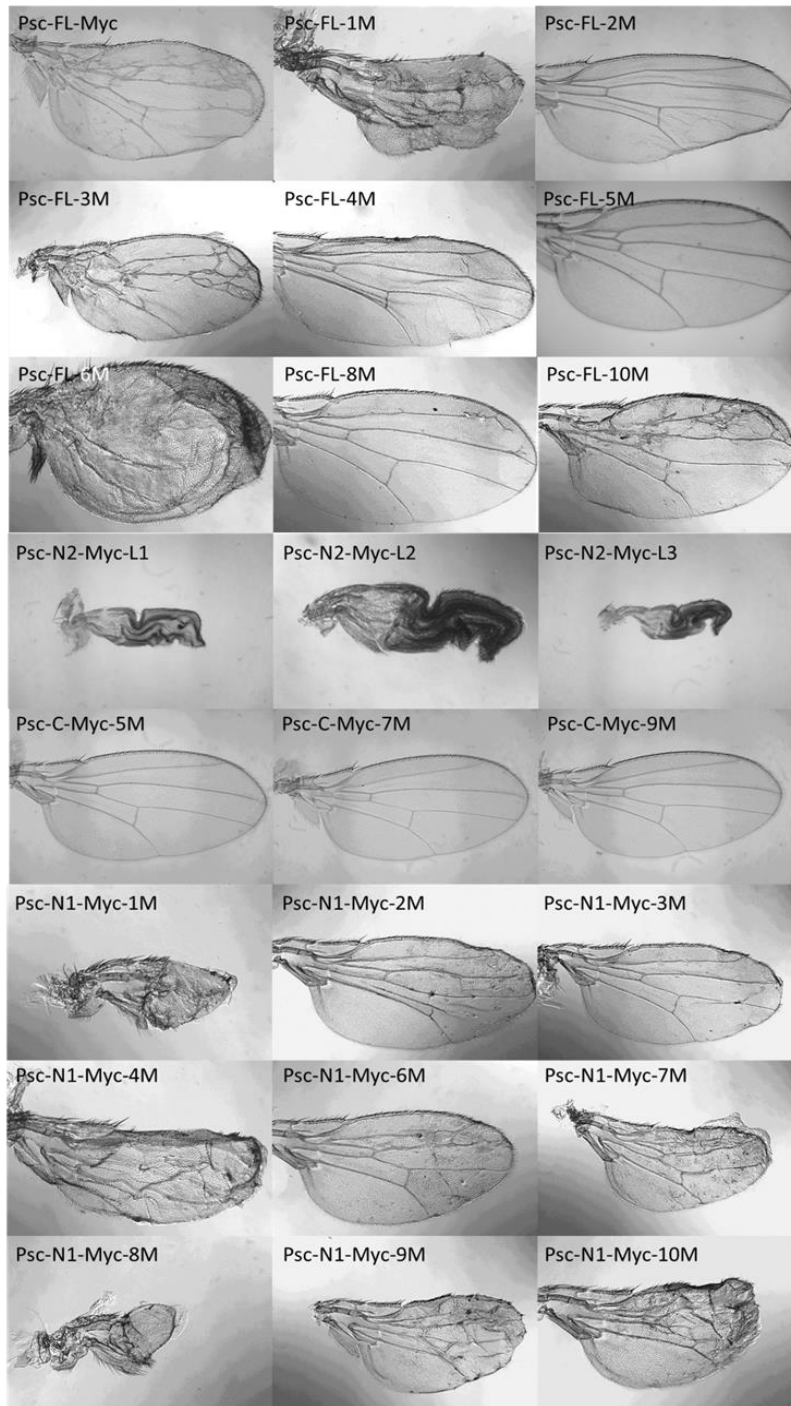 Psc-FL-Myc
Psc-FL-1M
Psc-FL-2M
Psc-FL-3M
Psc-FL-4M
Psc-FL-5M
Psc-FL-6M
Psc-FL-8M
Psc-FL-10M
Psc-N2-Myc-L1
Psc-N2-Myc-L2
Psc-N2-Myc-L3
Psc-C-Myc-5M
Psc-C-Myc-7M
Psc-C-Myc-9M
Psc-N1-Myc-1M
Psc-N1-Myc-2M
Psc-N1-Myc-3M
Psc-N1-Myc-4M
Psc-N1-Myc-6M
Psc-N1-Myc-7M
Psc-N1-Myc-8M
Psc-N1-Myc-9M
Psc-N1-Myc-10M